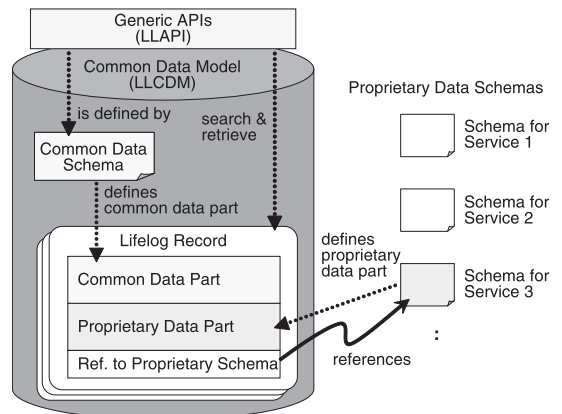 Generic APIs
(LLAPI)
Common Data Model
(LLCDM)
is defined by
search &
retrieve
Common Data
Schema
defines
common data part
Lifelog Record
Common Data Part
Proprietary Data Part
Ref. to Proprietary Schema
Proprietary Data Schemas
Schema for
Service 1
Schema for
Service 2
defines
proprietary
data part
Schema for
Service 3
:
references